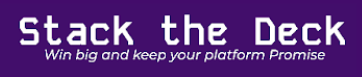 Stack the Deck
Win big and keep your platform Promise